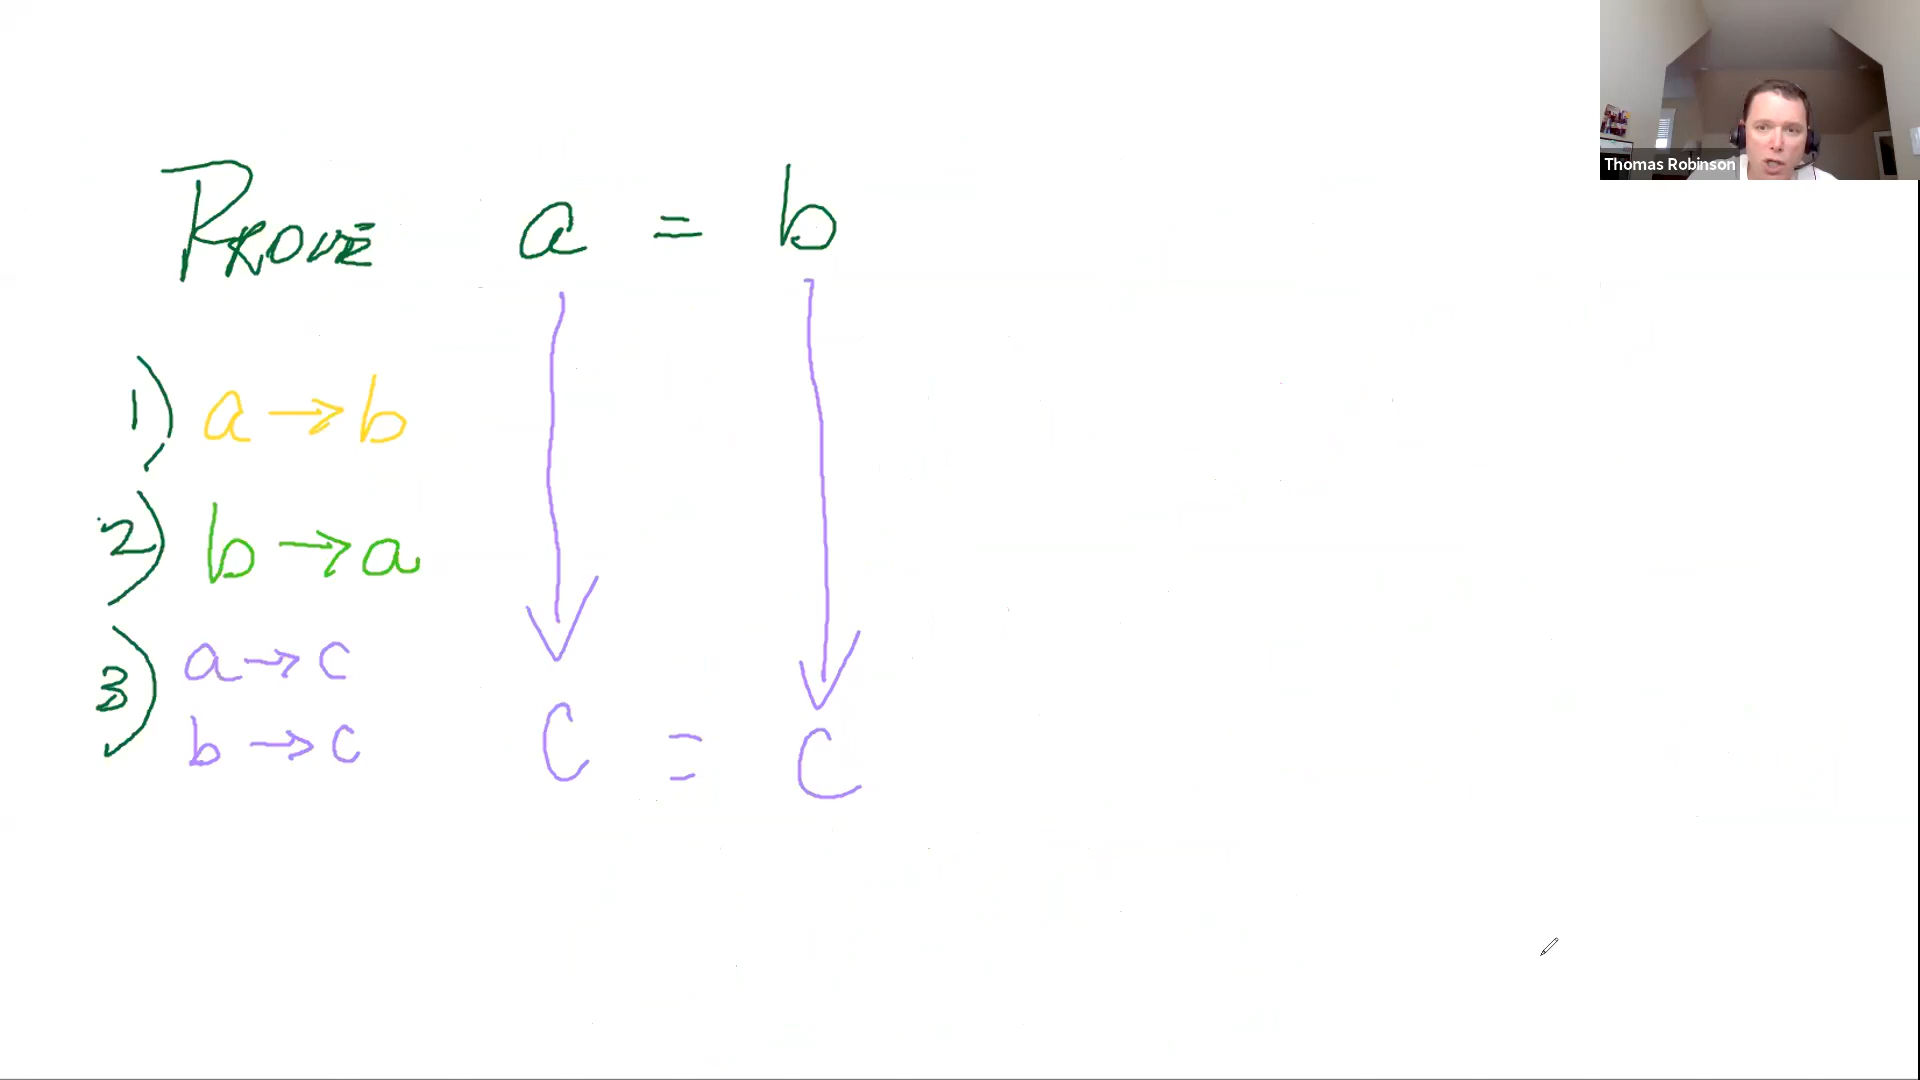 Thomas Robinson
PROVE a = b
1) a → b
2) b → a
3) a → c
b → c
C = C